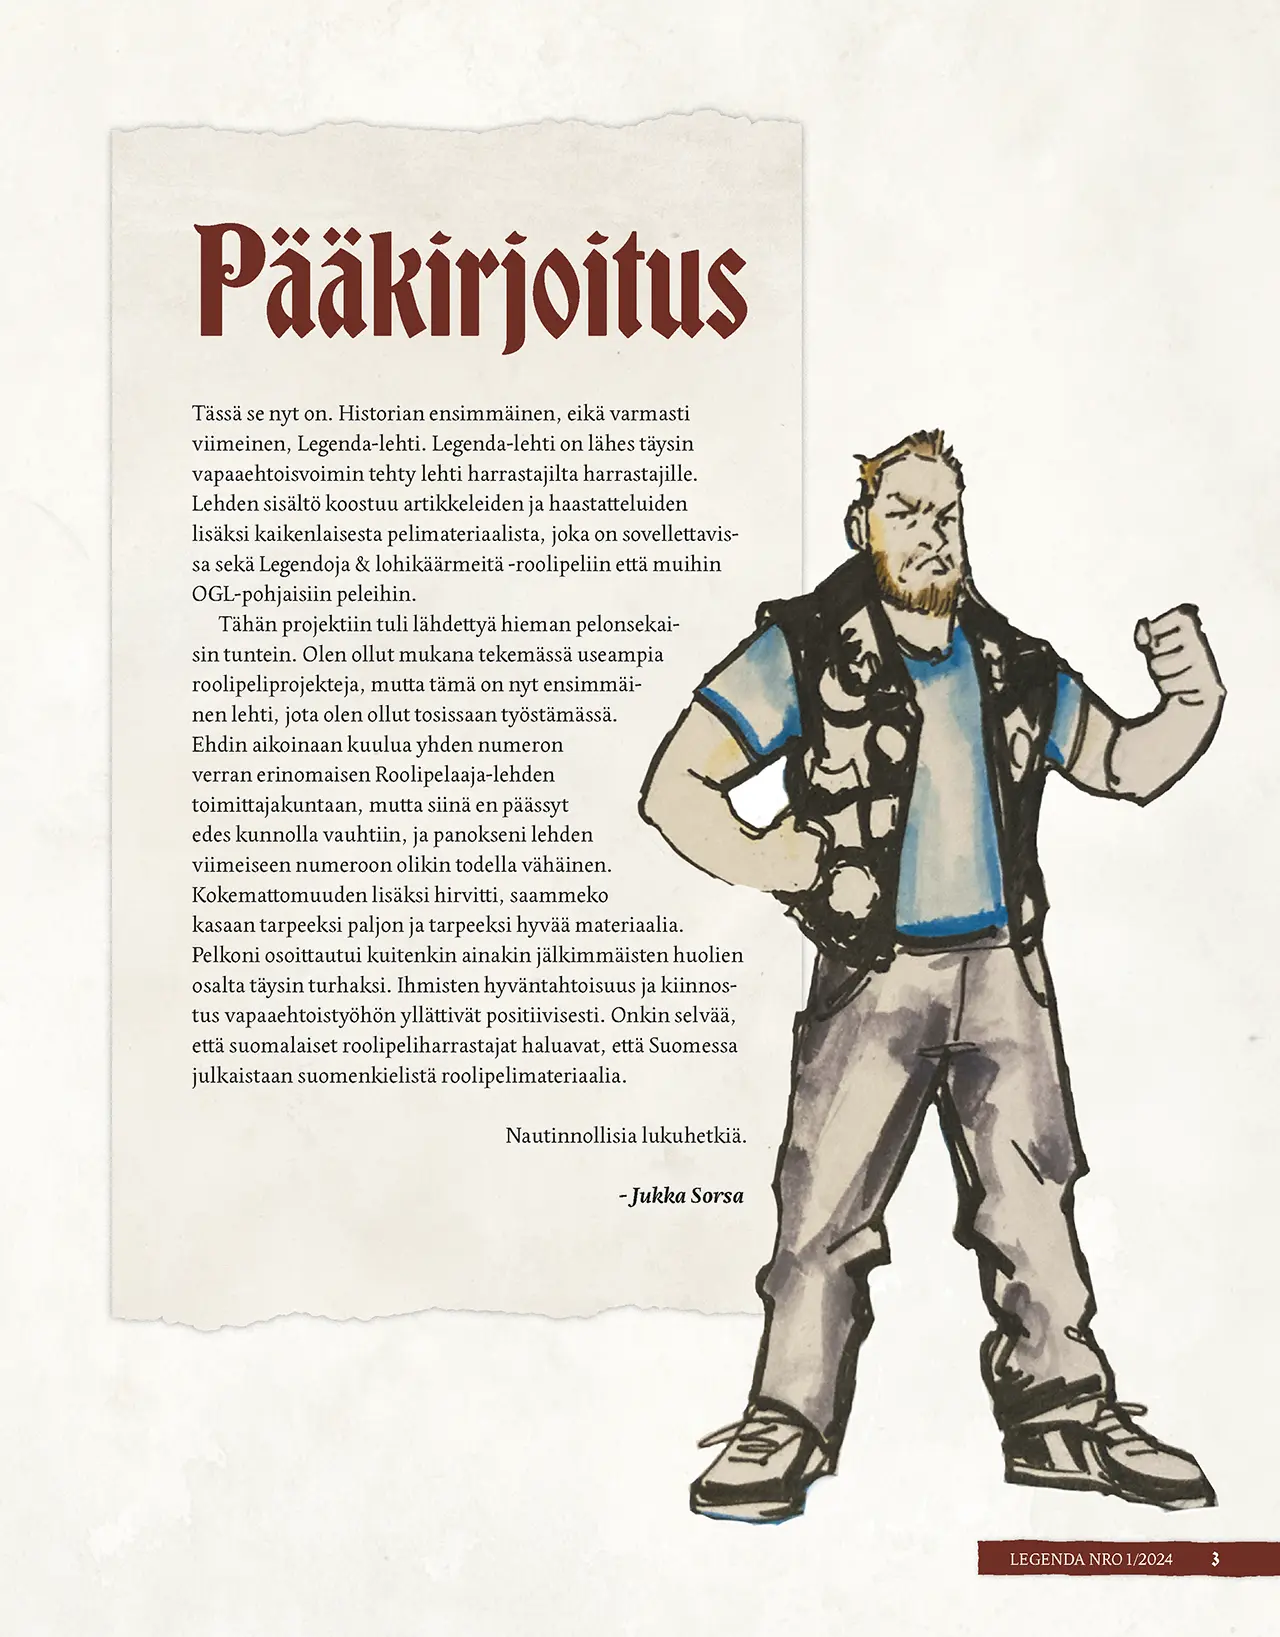 Pääkirjoitus
Tässä se nyt on. Historian ensimmäinen, eikä varmasti
viimeinen, Legenda-lehti. Legenda-lehti on lähes täysin
vapaaehtoisvoimin tehty lehti harrastajilta harrastajille.
Lehden sisältö koostuu artikkeleiden ja haastatteluiden
lisäksi kaikenlaisesta pelimateriaalista, joka on sovellettavis-
sa sekä Legendoja & lohikäärmeitä -roolipeliin että muihin
OGL-pohjaisiin peleihin.
Tähän projektiin tuli lähdettyä hieman pelonsekai-
sin tuntein. Olen ollut mukana tekemässä useampia
roolipeliprojekteja, mutta tämä on nyt ensimmäi-
nen lehti, jota olen ollut tosissaan työstämässä.
Ehdin aikoinaan kuulua yhden numeron
verran erinomaisen Roolipelaaja-lehden
toimittajakuntaan, mutta siinä en päässyt
edes kunnolla vauhtiin, ja panokseni lehden
viimeiseen numeroon olikin todella vähäinen.
Kokemattomuuden lisäksi hirvitti, saammeko
kasaan tarpeeksi paljon ja tarpeeksi hyvää materiaalia.
Pelkoni osoittautui kuitenkin ainakin jälkimmäisten huolien
osalta täysin turhaksi. Ihmisten hyväntahtoisuus ja kiinnos-
tus vapaaehtoistyöhön yllättivät positiivisesti. Onkin selvää,
että suomalaiset roolipeliharrastajat haluavat, että Suomessa
julkaistaan suomenkielistä roolipelimateriaalia.
Nautinnollisia lukuhetkiä.
- Jukka Sorsa
LEGENDA NRO 1/2024 3